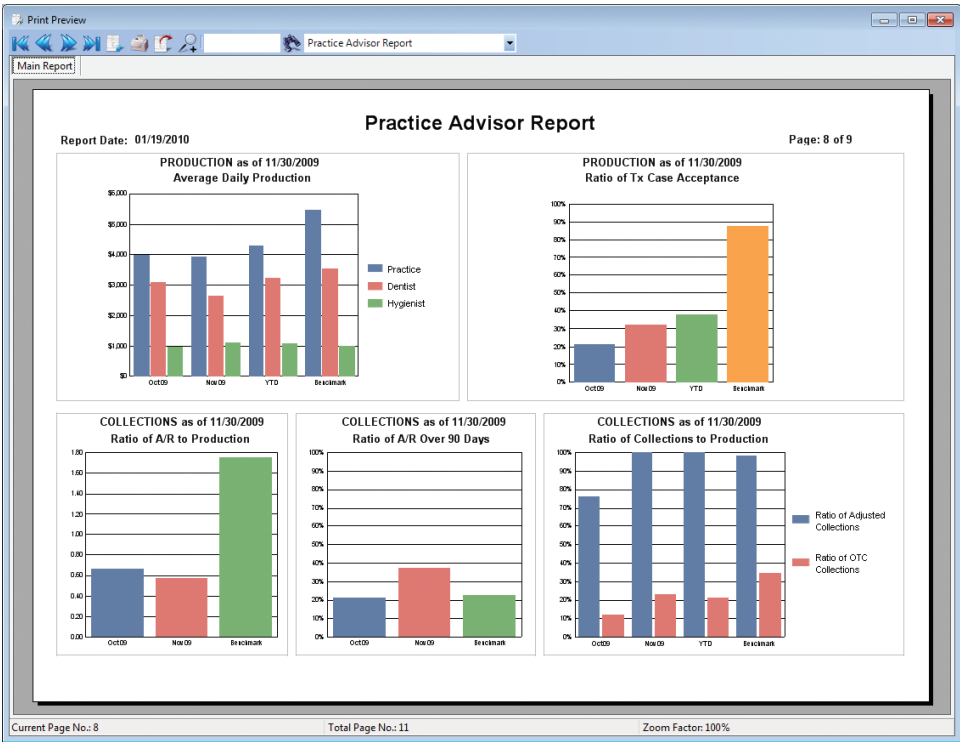 Print Preview
Practice Advisor Report
Main Report
Practice Advisor Report
Report Date: 01/19/2010
Page: 8 of 9
PRODUCTION as of 11/30/2009
Average Daily Production
$6,000
$5,000
$4,000
$3,000
$2,000
$1,000
$0
Oct09 Nov09 YTD Benchmark
Practice
Dentist
Hygienist
PRODUCTION as of 11/30/2009
Ratio of Tx Case Acceptance
100%
90%
80%
70%
60%
50%
40%
30%
20%
10%
0%
Oct09 Nov09 YTD Benchmark
COLLECTIONS as of 11/30/2009
Ratio of A/R to Production
1.80
1.60
1.40
1.20
1.00
0.80
0.60
0.40
0.20
0.00
Oct09 Nov09 Benchmark
COLLECTIONS as of 11/30/2009
Ratio of A/R Over 90 Days
100%
90%
80%
70%
60%
50%
40%
30%
20%
10%
0%
Oct09 Nov09 Benchmark
COLLECTIONS as of 11/30/2009
Ratio of Collections to Production
100%
90%
80%
70%
60%
50%
40%
30%
20%
10%
0%
Oct09 Nov09 YTD Benchmark
Ratio of Adjusted
Collections
Ratio of OTC
Collections
Current Page No.: 8
Total Page No.: 11
Zoom Factor: 100%